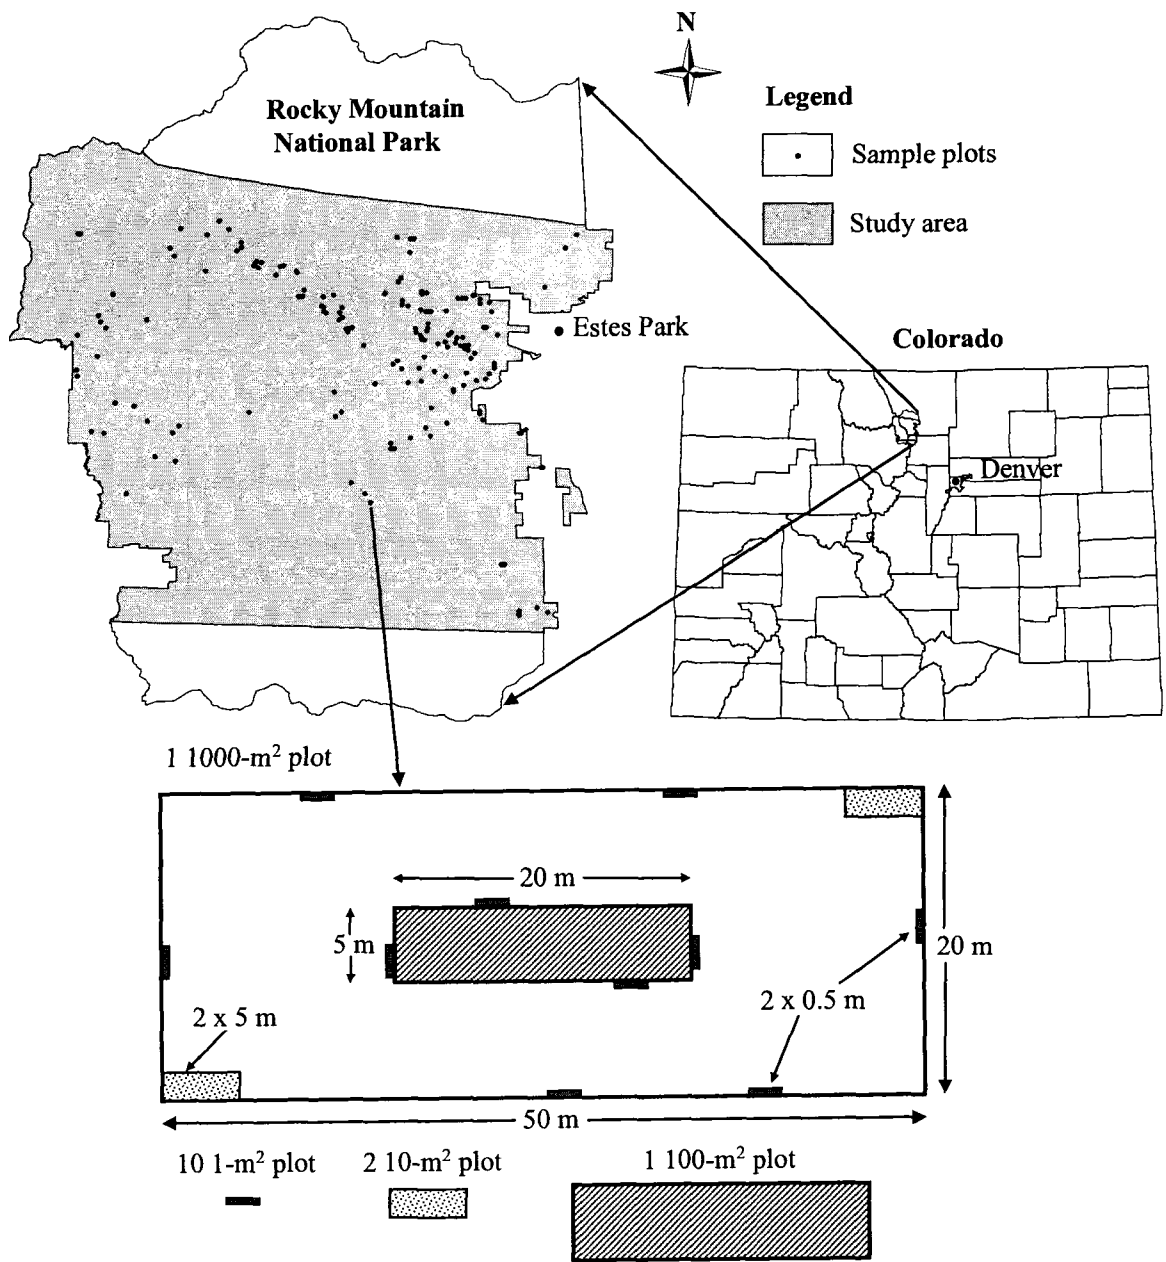 N
Rocky Mountain
National Park
Legend
Sample plots
Study area
Estes Park
Colorado
Denver
1 1000-m² plot
20 m
5 m
20 m
2 x 0.5 m
2 x 5 m
50 m
10 1-m² plot
2 10-m² plot
1 100-m² plot